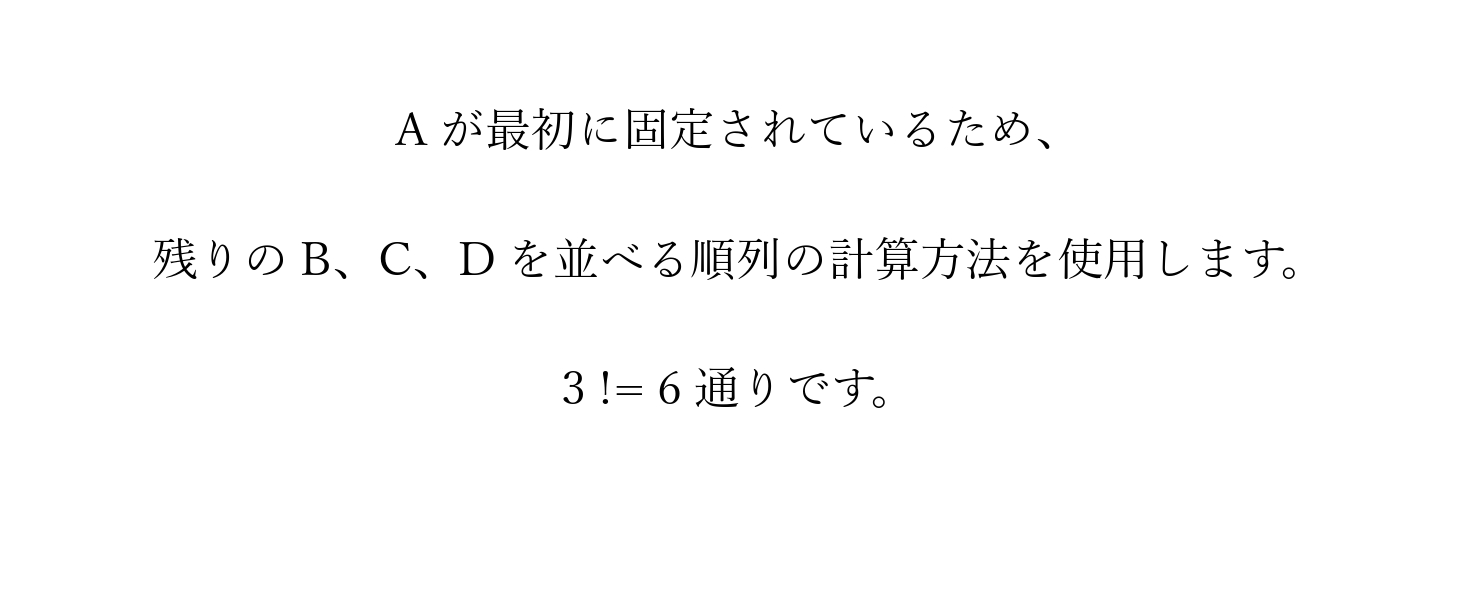 A が最初に固定されているため、
残りの B、C、D を並べる順列の計算方法を使用します。
3 != 6 通りです。